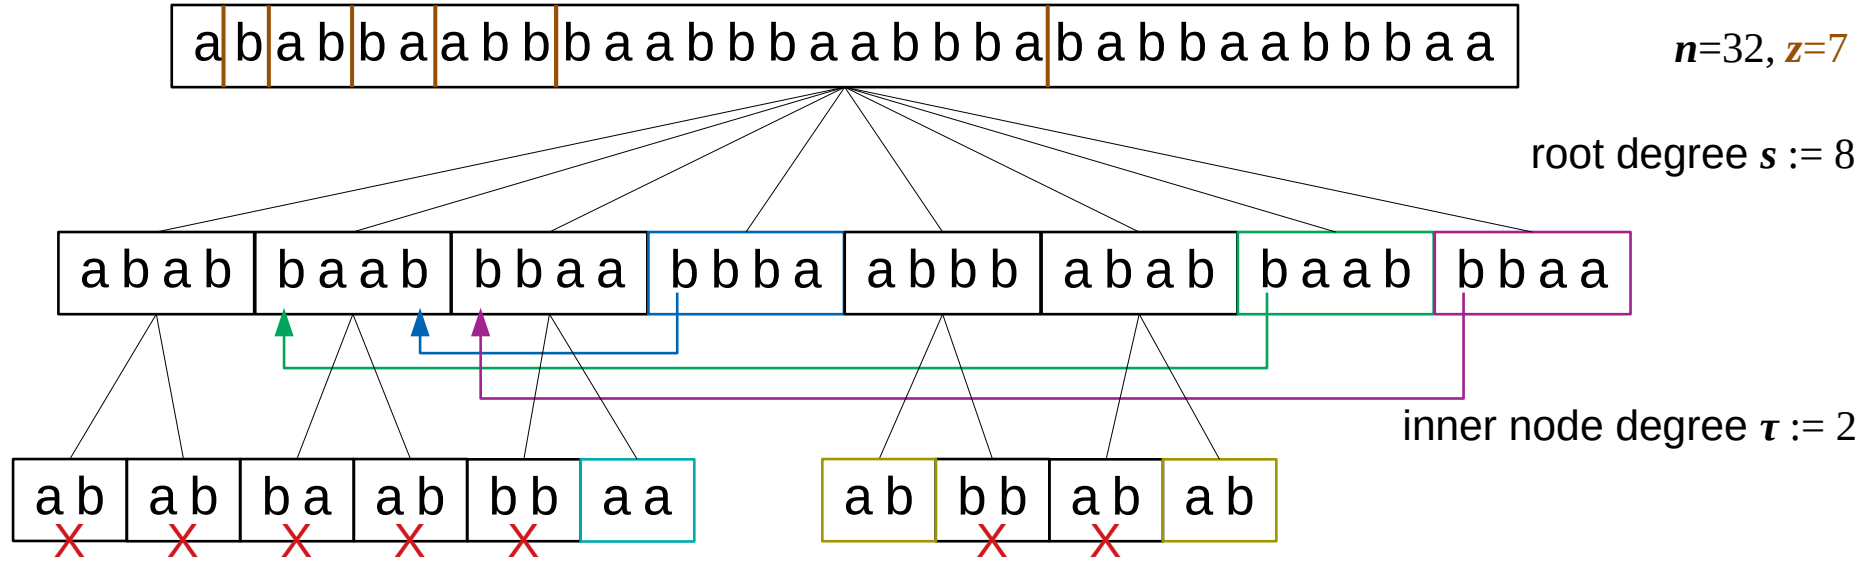 a b a b b a a b b b a a b b b a a b b b a b a b b a a b b b a a
n=32, z=7
root degree s := 8
a b a b b a a b b b a a b b b a a b b b a b a b b a a b b b a a
inner node degree τ := 2
a b a b b a a b b b a a a b b b a b a b
X X X X X X X